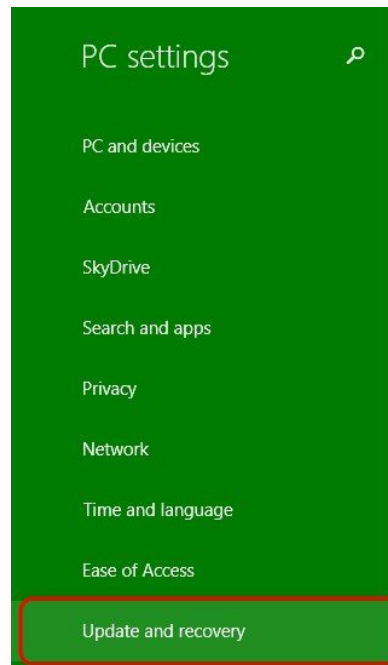 PC settings
PC and devices
Accounts
SkyDrive
Search and apps
Privacy
Network
Time and language
Ease of Access
Update and recovery